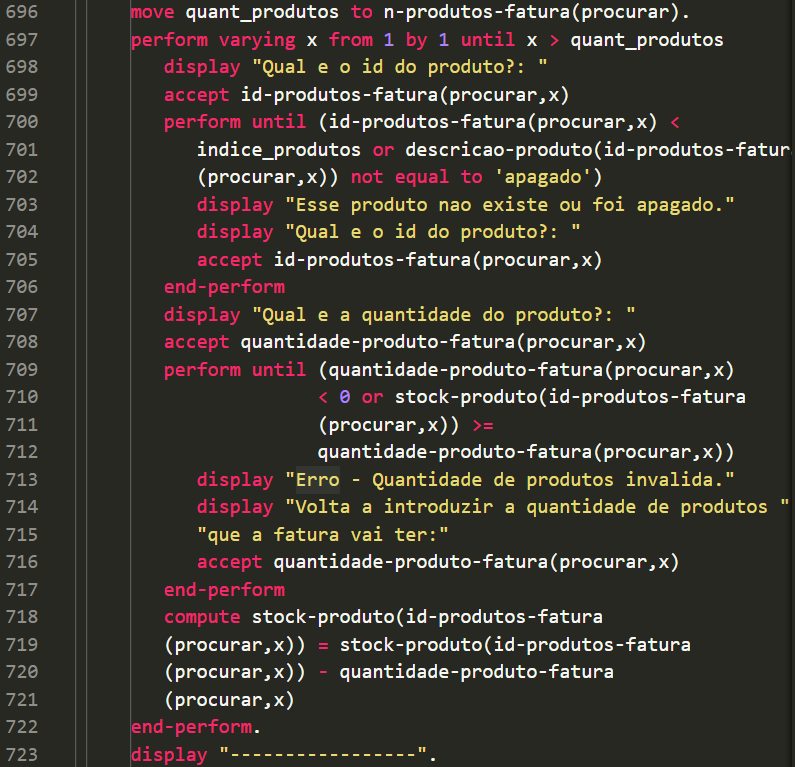 696 move quant_produtos to n-produtos-fatura(procurar).
697 perform varying x from 1 by 1 until x > quant_produtos
698 display "Qual e o id do produto?: "
699 accept id-produtos-fatura(procurar,x)
700 perform until (id-produtos-fatura(procurar,x) <
701 indice_produtos or descricao-produto(id-produtos-fatur
702 (procurar,x)) not equal to 'apagado')
703 display "Esse produto nao existe ou foi apagado."
704 display "Qual e o id do produto?: "
705 accept id-produtos-fatura(procurar,x)
706 end-perform
707 display "Qual e a quantidade do produto?: "
708 accept quantidade-produto-fatura(procurar,x)
709 perform until (quantidade-produto-fatura(procurar,x)
710 < 0 or stock-produto(id-produtos-fatura
711 (procurar,x)) >=
712 quantidade-produto-fatura(procurar,x))
713 display "Erro - Quantidade de produtos invalida."
714 display "Volta a introduzir a quantidade de produtos "
715 "que a fatura vai ter:"
716 accept quantidade-produto-fatura(procurar,x)
717 end-perform
718 compute stock-produto(id-produtos-fatura
719 (procurar,x)) = stock-produto(id-produtos-fatura
720 (procurar,x)) - quantidade-produto-fatura
721 (procurar,x)
722 end-perform.
723 display "-----------------".